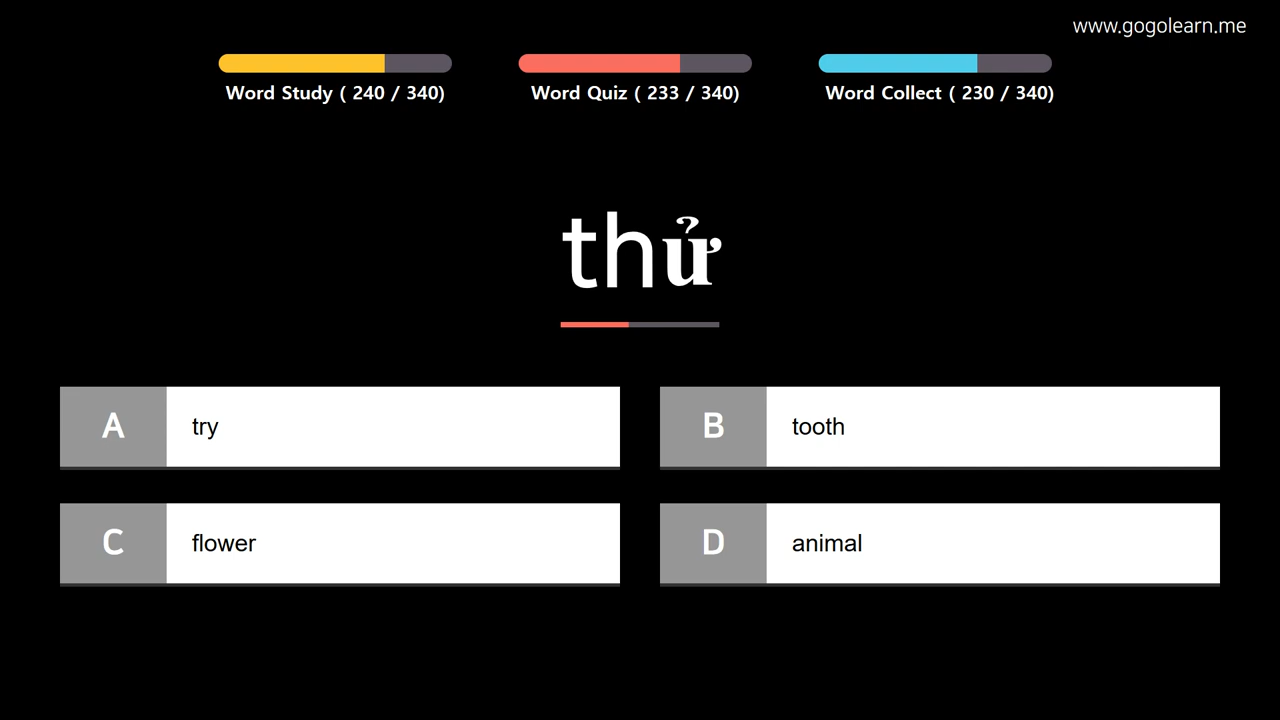 www.gogolearn.me
Word Study ( 240 / 340)
Word Quiz ( 233 / 340)
Word Collect ( 230 / 340)
thử
A try
B tooth
C flower
D animal